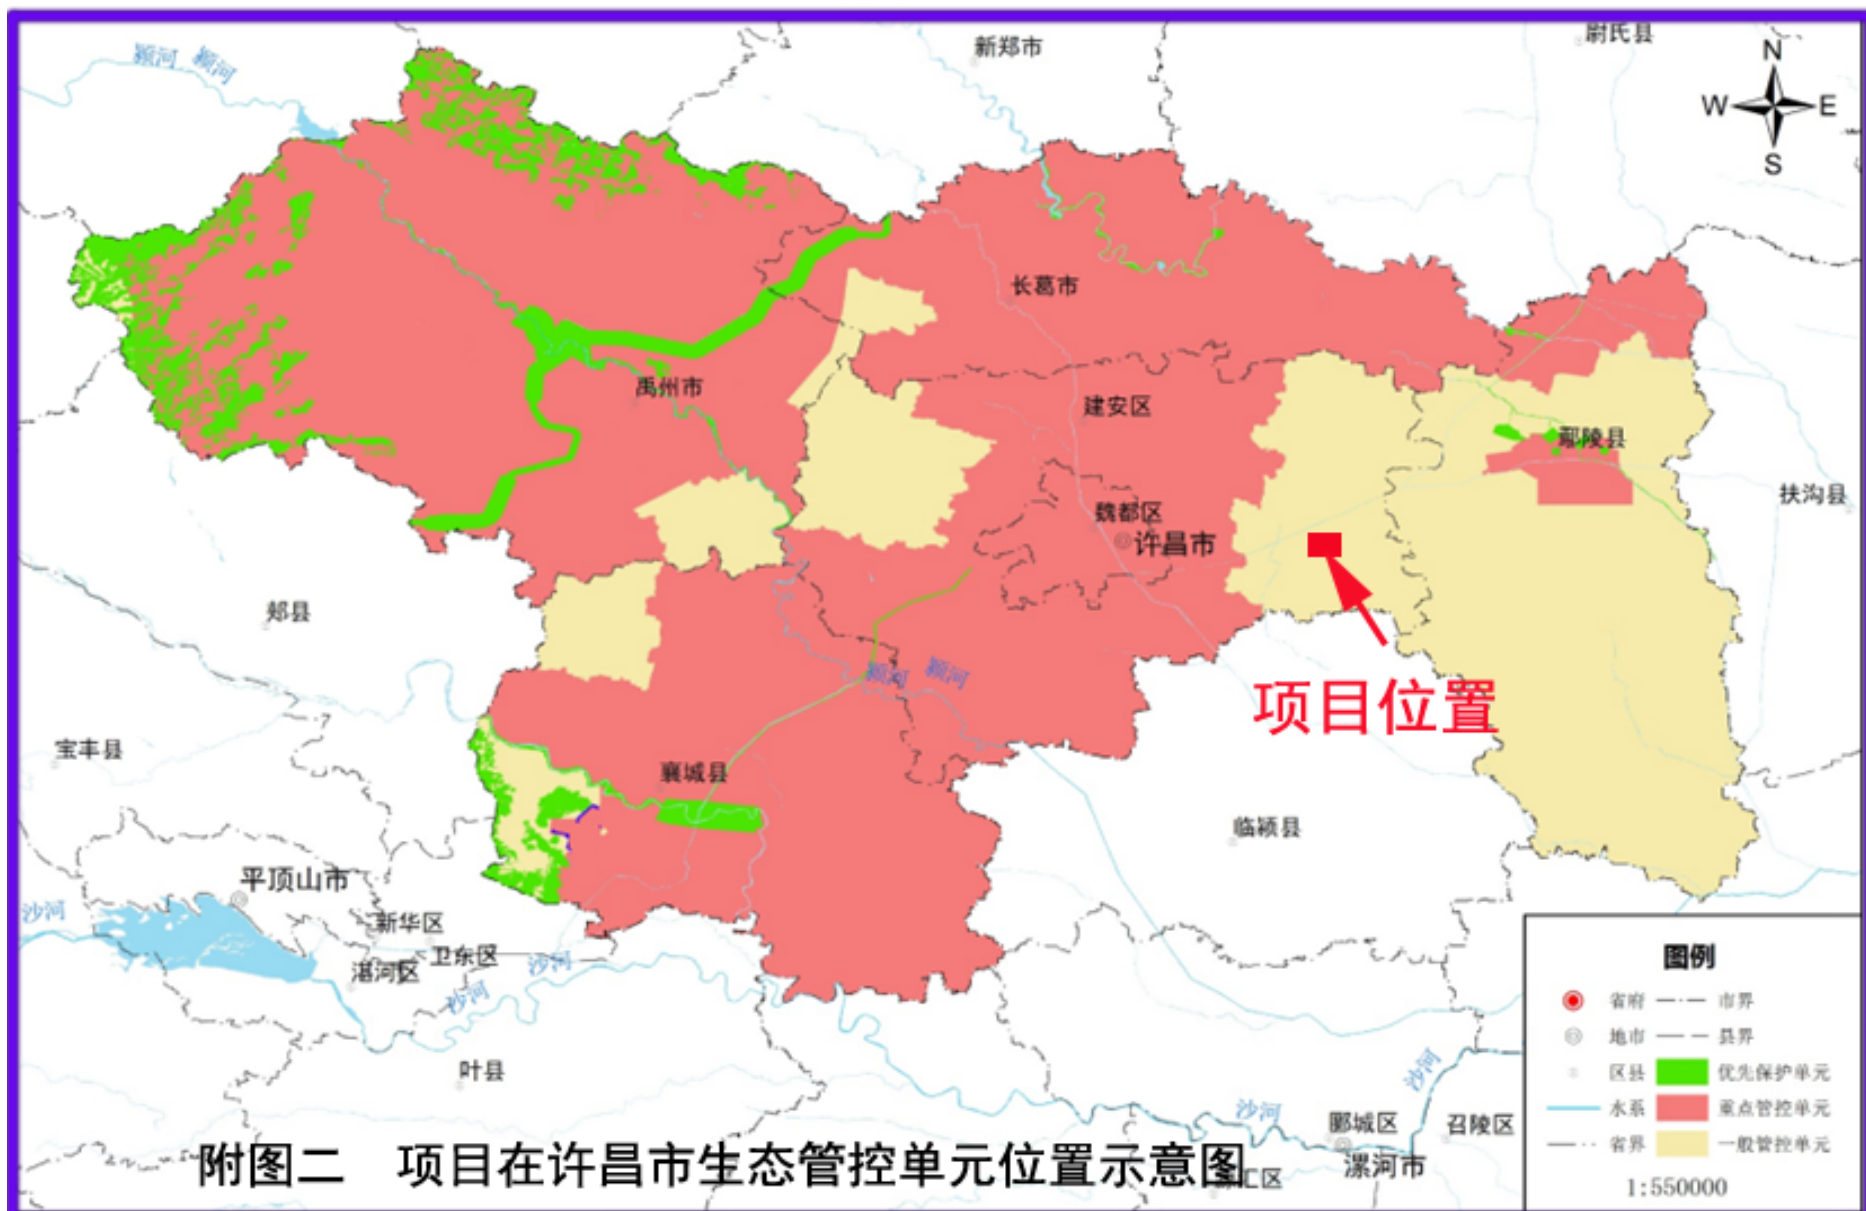 新郑市
尉氏县
颍河 颍河
N
W E
S
长葛市
禹州市
建安区
鄢陵县
扶沟县
魏都区
许昌市
郏县
颍河 颍河
项目位置
宝丰县
襄城县
临颍县
平顶山市
沙河
新华区
卫东区
沙河
湛河区
沙河
图例
省府 市界
地市 县界
区县 优先保护单元
水系 重点管控单元
省界 一般管控单元
1:550000
叶县
沙河
沙河
郾城区
召陵区
漯河市
汇区
附图二 项目在许昌市生态管控单元位置示意图